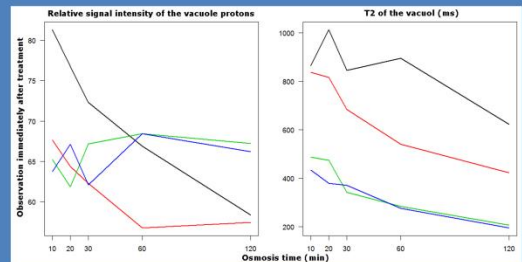 Relative signal intensity of the vacuole protons
T2 of the vacuol (ms)
Observation immediately after treatment
80
75
70
65
60
1000
800
600
400
200
10 20 30 60 120
10 20 30 60 120
Osmosis time (min)